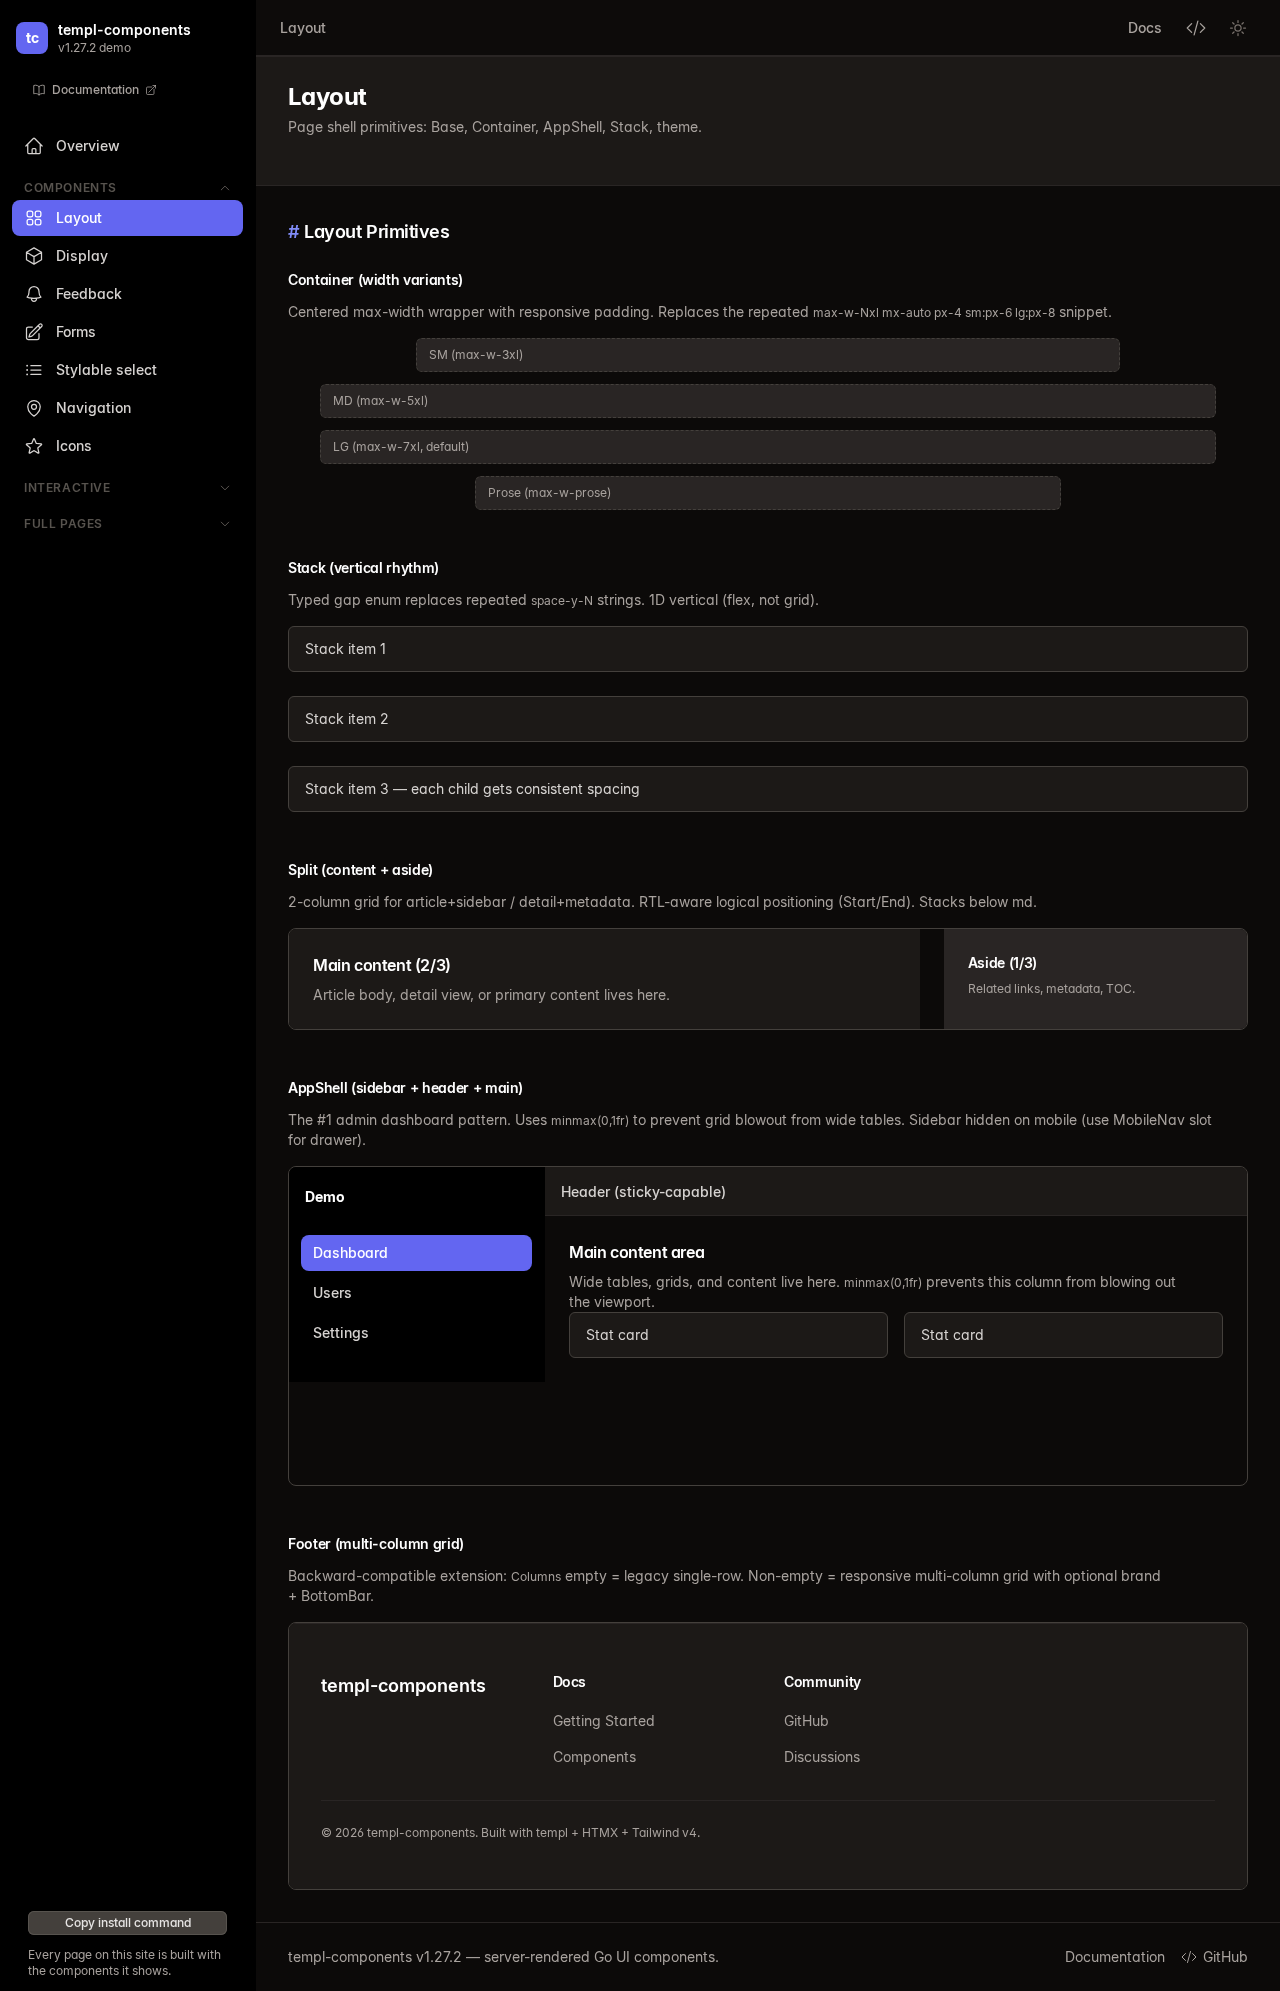 tc
templ-components
v1.27.2 demo
Documentation
Overview
COMPONENTS
Layout
Display
Feedback
Forms
Stylable select
Navigation
Icons
INTERACTIVE
FULL PAGES
Copy install command
Every page on this site is built with
the components it shows.
Layout
Docs
Layout
Page shell primitives: Base, Container, AppShell, Stack, theme.
# Layout Primitives
Container (width variants)
Centered max-width wrapper with responsive padding. Replaces the repeated max-w-Nxl mx-auto px-4 sm:px-6 lg:px-8 snippet.
SM (max-w-3xl)
MD (max-w-5xl)
LG (max-w-7xl, default)
Prose (max-w-prose)
Stack (vertical rhythm)
Typed gap enum replaces repeated space-y-N strings. 1D vertical (flex, not grid).
Stack item 1
Stack item 2
Stack item 3 — each child gets consistent spacing
Split (content + aside)
2-column grid for article+sidebar / detail+metadata. RTL-aware logical positioning (Start/End). Stacks below md.
Main content (2/3)
Article body, detail view, or primary content lives here.
Aside (1/3)
Related links, metadata, TOC.
AppShell (sidebar + header + main)
The #1 admin dashboard pattern. Uses minmax(0,1fr) to prevent grid blowout from wide tables. Sidebar hidden on mobile (use MobileNav slot
for drawer).
Demo
Dashboard
Users
Settings
Header (sticky-capable)
Main content area
Wide tables, grids, and content live here. minmax(0,1fr) prevents this column from blowing out
the viewport.
Stat card
Stat card
Footer (multi-column grid)
Backward-compatible extension: Columns empty = legacy single-row. Non-empty = responsive multi-column grid with optional brand
+ BottomBar.
templ-components
Docs
Getting Started
Components
Community
GitHub
Discussions
© 2026 templ-components. Built with templ + HTMX + Tailwind v4.
templ-components v1.27.2 — server-rendered Go UI components.
Documentation
GitHub